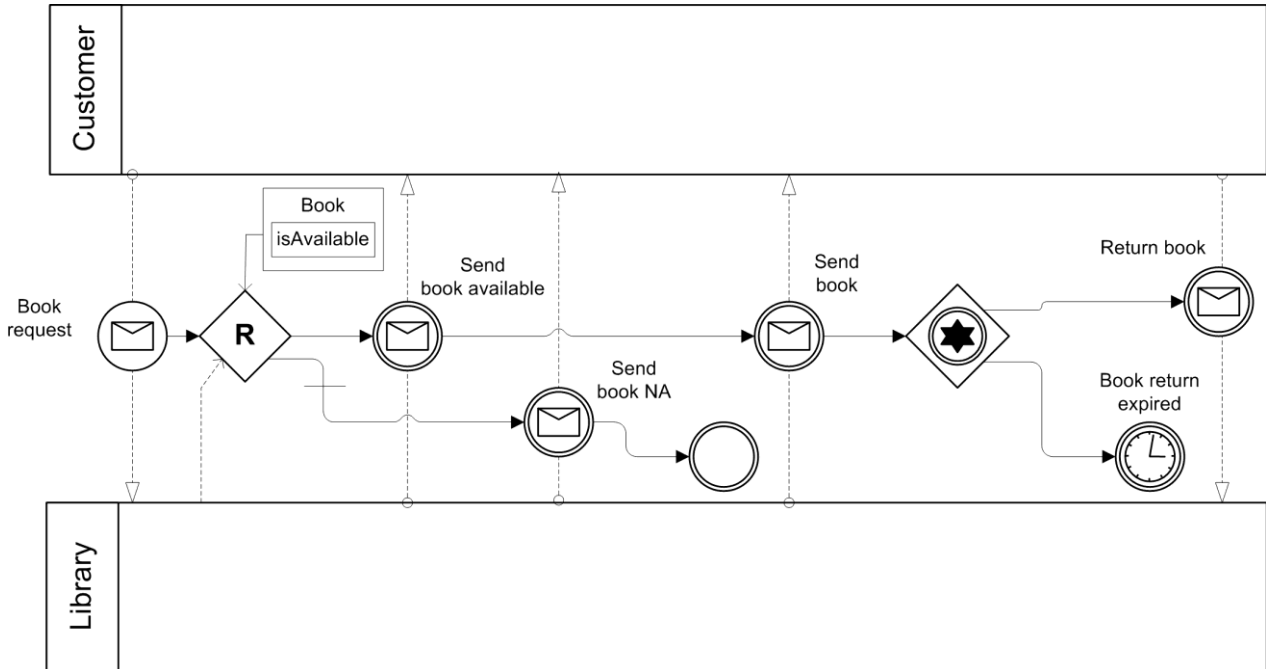 Customer
Book
isAvailable
Send
book available
Send
book
Return book
Book
request
R
Send
book NA
Book return
expired
Library